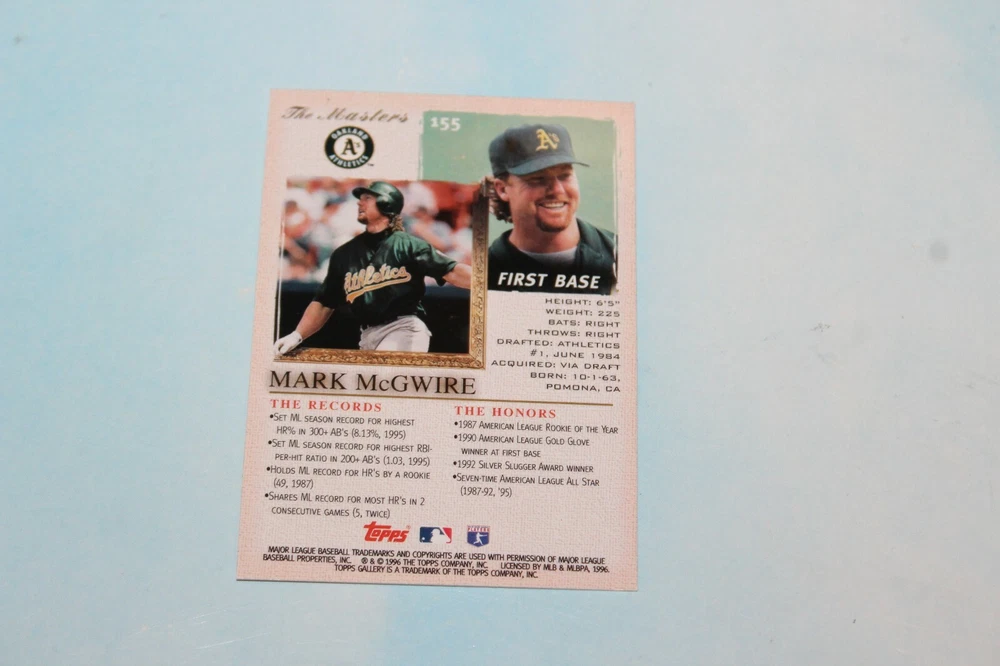 The Masters
155
OAKLAND
A's
ATHLETICS
A's
Athletics
FIRST BASE
HEIGHT: 6'5"
WEIGHT: 225
BATS: RIGHT
THROWS: RIGHT
DRAFTED: ATHLETICS
#1, JUNE 1984
ACQUIRED: VIA DRAFT
BORN: 10-1-63,
POMONA, CA
MARK McGWIRE
THE RECORDS
•SET ML SEASON RECORD FOR HIGHEST
HR% IN 300+ AB'S (8.13%, 1995)
•SET ML SEASON RECORD FOR HIGHEST RBI-
PER-HIT RATIO IN 200+ AB'S (1.03, 1995)
•HOLDS ML RECORD FOR HR'S BY A ROOKIE
(49, 1987)
•SHARES ML RECORD FOR MOST HR'S IN 2
CONSECUTIVE GAMES (5, TWICE)
THE HONORS
•1987 AMERICAN LEAGUE ROOKIE OF THE YEAR
•1990 AMERICAN LEAGUE GOLD GLOVE
WINNER AT FIRST BASE
•1992 SILVER SLUGGER AWARD WINNER
•SEVEN-TIME AMERICAN LEAGUE ALL STAR
(1987-92, '95)
Topps®
MAJOR LEAGUE BASEBALL TRADEMARKS AND COPYRIGHTS ARE USED WITH PERMISSION OF MAJOR LEAGUE
BASEBALL PROPERTIES, INC. ® & © 1996 THE TOPPS COMPANY, INC. LICENSED BY MLB & MLBPA, 1996.
TOPPS GALLERY IS A TRADEMARK OF THE TOPPS COMPANY, INC.